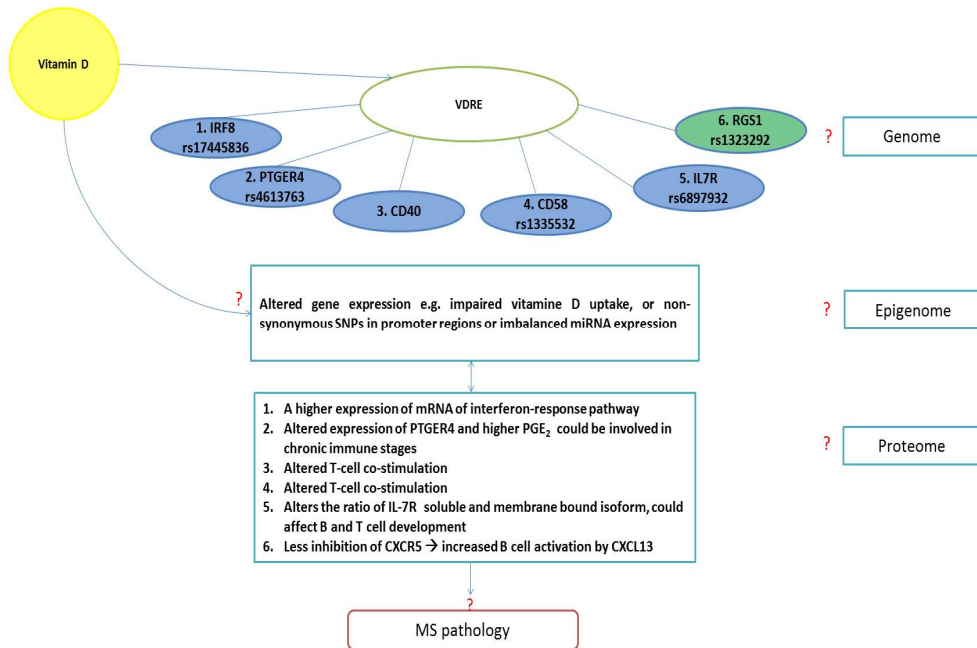 Vitamin D
VDRE
1. IRF8
rs17445836
2. PTGER4
rs4613763
3. CD40
4. CD58
rs1335532
5. IL7R
rs6897932
6. RGS1
rs1323292
? Genome
?
Altered gene expression e.g. impaired vitamine D uptake, or non-
synonymous SNPs in promoter regions or imbalanced miRNA expression
? Epigenome
1. A higher expression of mRNA of interferon-response pathway
2. Altered expression of PTGER4 and higher PGE₂ could be involved in
chronic immune stages
3. Altered T-cell co-stimulation
4. Altered T-cell co-stimulation
5. Alters the ratio of IL-7R soluble and membrane bound isoform, could
affect B and T cell development
6. Less inhibition of CXCR5 → increased B cell activation by CXCL13
? Proteome
?
MS pathology